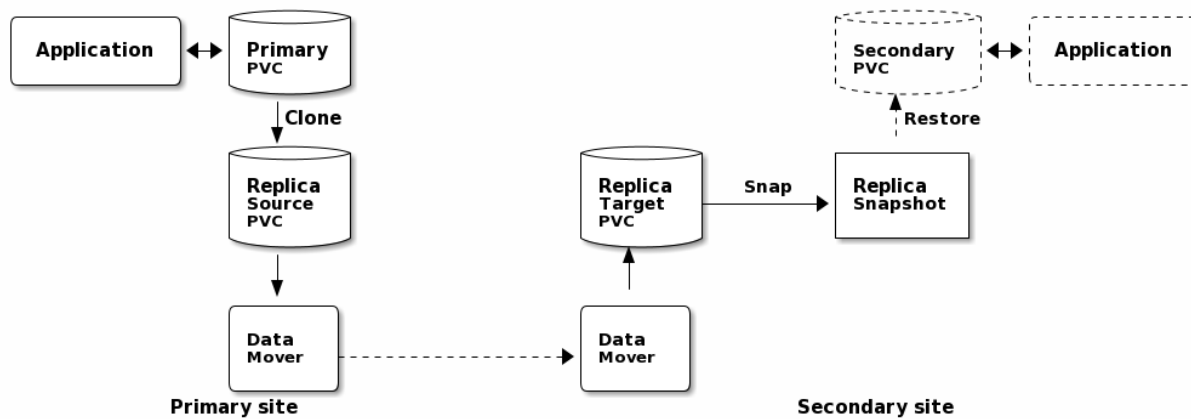 Application
Primary
PVC
Clone
Replica
Source
PVC
Data
Mover
Primary site
Secondary
PVC
Application
Restore
Replica
Target
PVC
Snap
Replica
Snapshot
Data
Mover
Secondary site